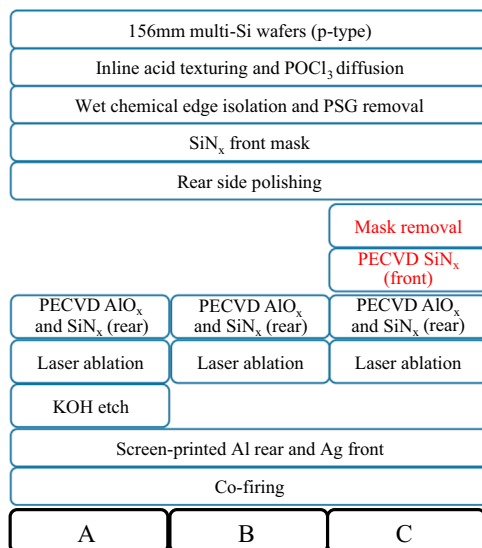 156mm multi-Si wafers (p-type)
Inline acid texturing and POCl₃ diffusion
Wet chemical edge isolation and PSG removal
SiNₓ front mask
Rear side polishing
Mask removal
PECVD SiNₓ
(front)
PECVD AlOₓ
and SiNₓ (rear)
PECVD AlOₓ
and SiNₓ (rear)
PECVD AlOₓ
and SiNₓ (rear)
Laser ablation
Laser ablation
Laser ablation
KOH etch
Screen-printed Al rear and Ag front
Co-firing
A
B
C